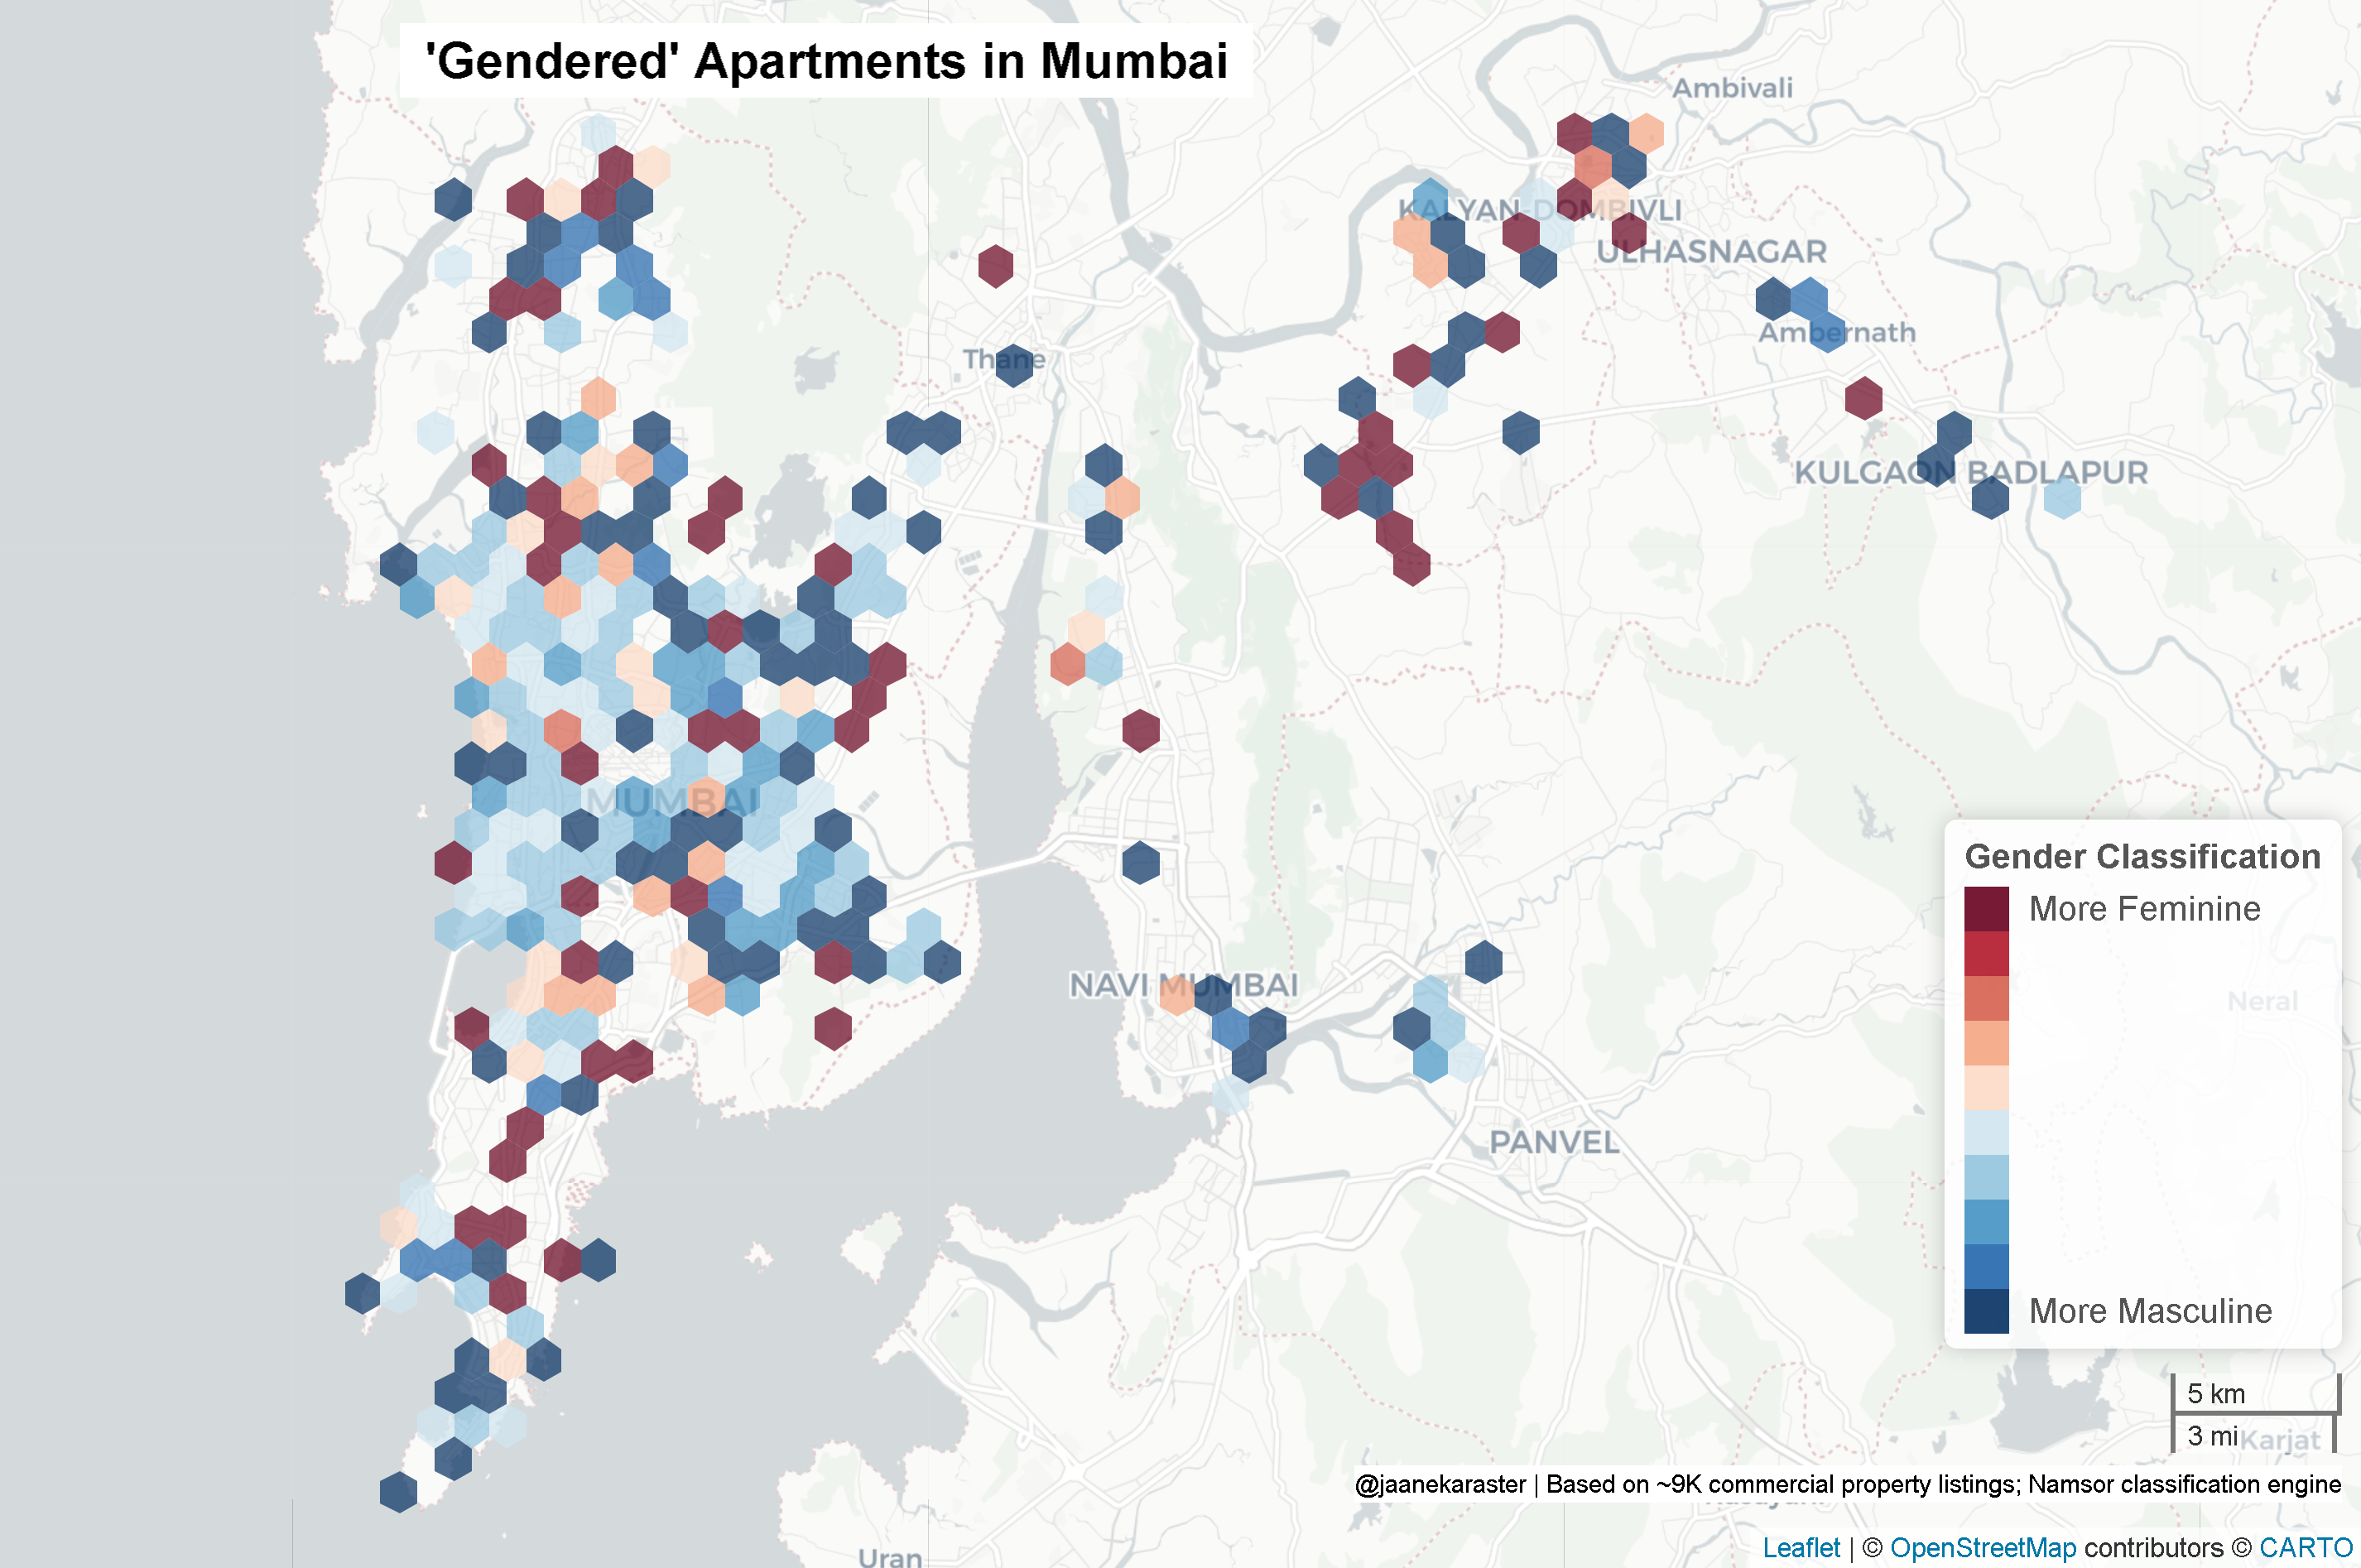 'Gendered' Apartments in Mumbai
Ambivali
KALYAN-DOMBIVLI
ULHASNAGAR
Thane
Ambernath
KULGAON BADLAPUR
MUMBAI
Gender Classification
More Feminine
NAVI MUMBAI
Neral
PANVEL
More Masculine
5 km
3 mi
Karjat
@jaanekaraster | Based on ~9K commercial property listings; Namsor classification engine
Uran
Leaflet | © OpenStreetMap contributors © CARTO